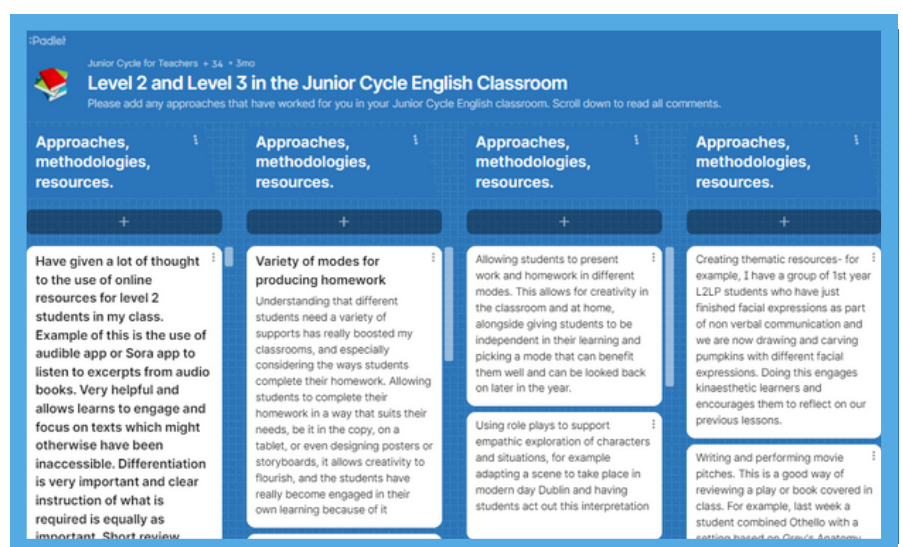 :Padlet
Junior Cycle for Teachers + 34 • 3mo
Level 2 and Level 3 in the Junior Cycle English Classroom
Please add any approaches that have worked for you in your Junior Cycle English classroom. Scroll down to read all comments.
Approaches,
methodologies,
resources.
+
Have given a lot of thought
to the use of online
resources for level 2
students in my class.
Example of this is the use of
audible app or Sora app to
listen to excerpts from audio
books. Very helpful and
allows learns to engage and
focus on texts which might
otherwise have been
inaccessible. Differentiation
is very important and clear
instruction of what is
required is equally as
important. Short review
Approaches,
methodologies,
resources.
+
Variety of modes for
producing homework
Understanding that different
students need a variety of
supports has really boosted my
classrooms, and especially
considering the ways students
complete their homework. Allowing
students to complete their
homework in a way that suits their
needs, be it in the copy, on a
tablet, or even designing posters or
storyboards, it allows creativity to
flourish, and the students have
really become engaged in their
own learning because of it
Approaches,
methodologies,
resources.
+
Allowing students to present
work and homework in different
modes. This allows for creativity in
the classroom and at home,
alongside giving students to be
independent in their learning and
picking a mode that can benefit
them well and can be looked back
on later in the year.
Using role plays to support
empathic exploration of characters
and situations, for example
adapting a scene to take place in
modern day Dublin and having
students act out this interpretation
Approaches,
methodologies,
resources.
+
Creating thematic resources- for
example, I have a group of 1st year
L2LP students who have just
finished facial expressions as part
of non verbal communication and
we are now drawing and carving
pumpkins with different facial
expressions. Doing this engages
kinaesthetic learners and
encourages them to reflect on our
previous lessons.
Writing and performing movie
pitches. This is a good way of
reviewing a play or book covered in
class. For example, last week a
student combined Othello with a
setting based on Grey's Anatomy